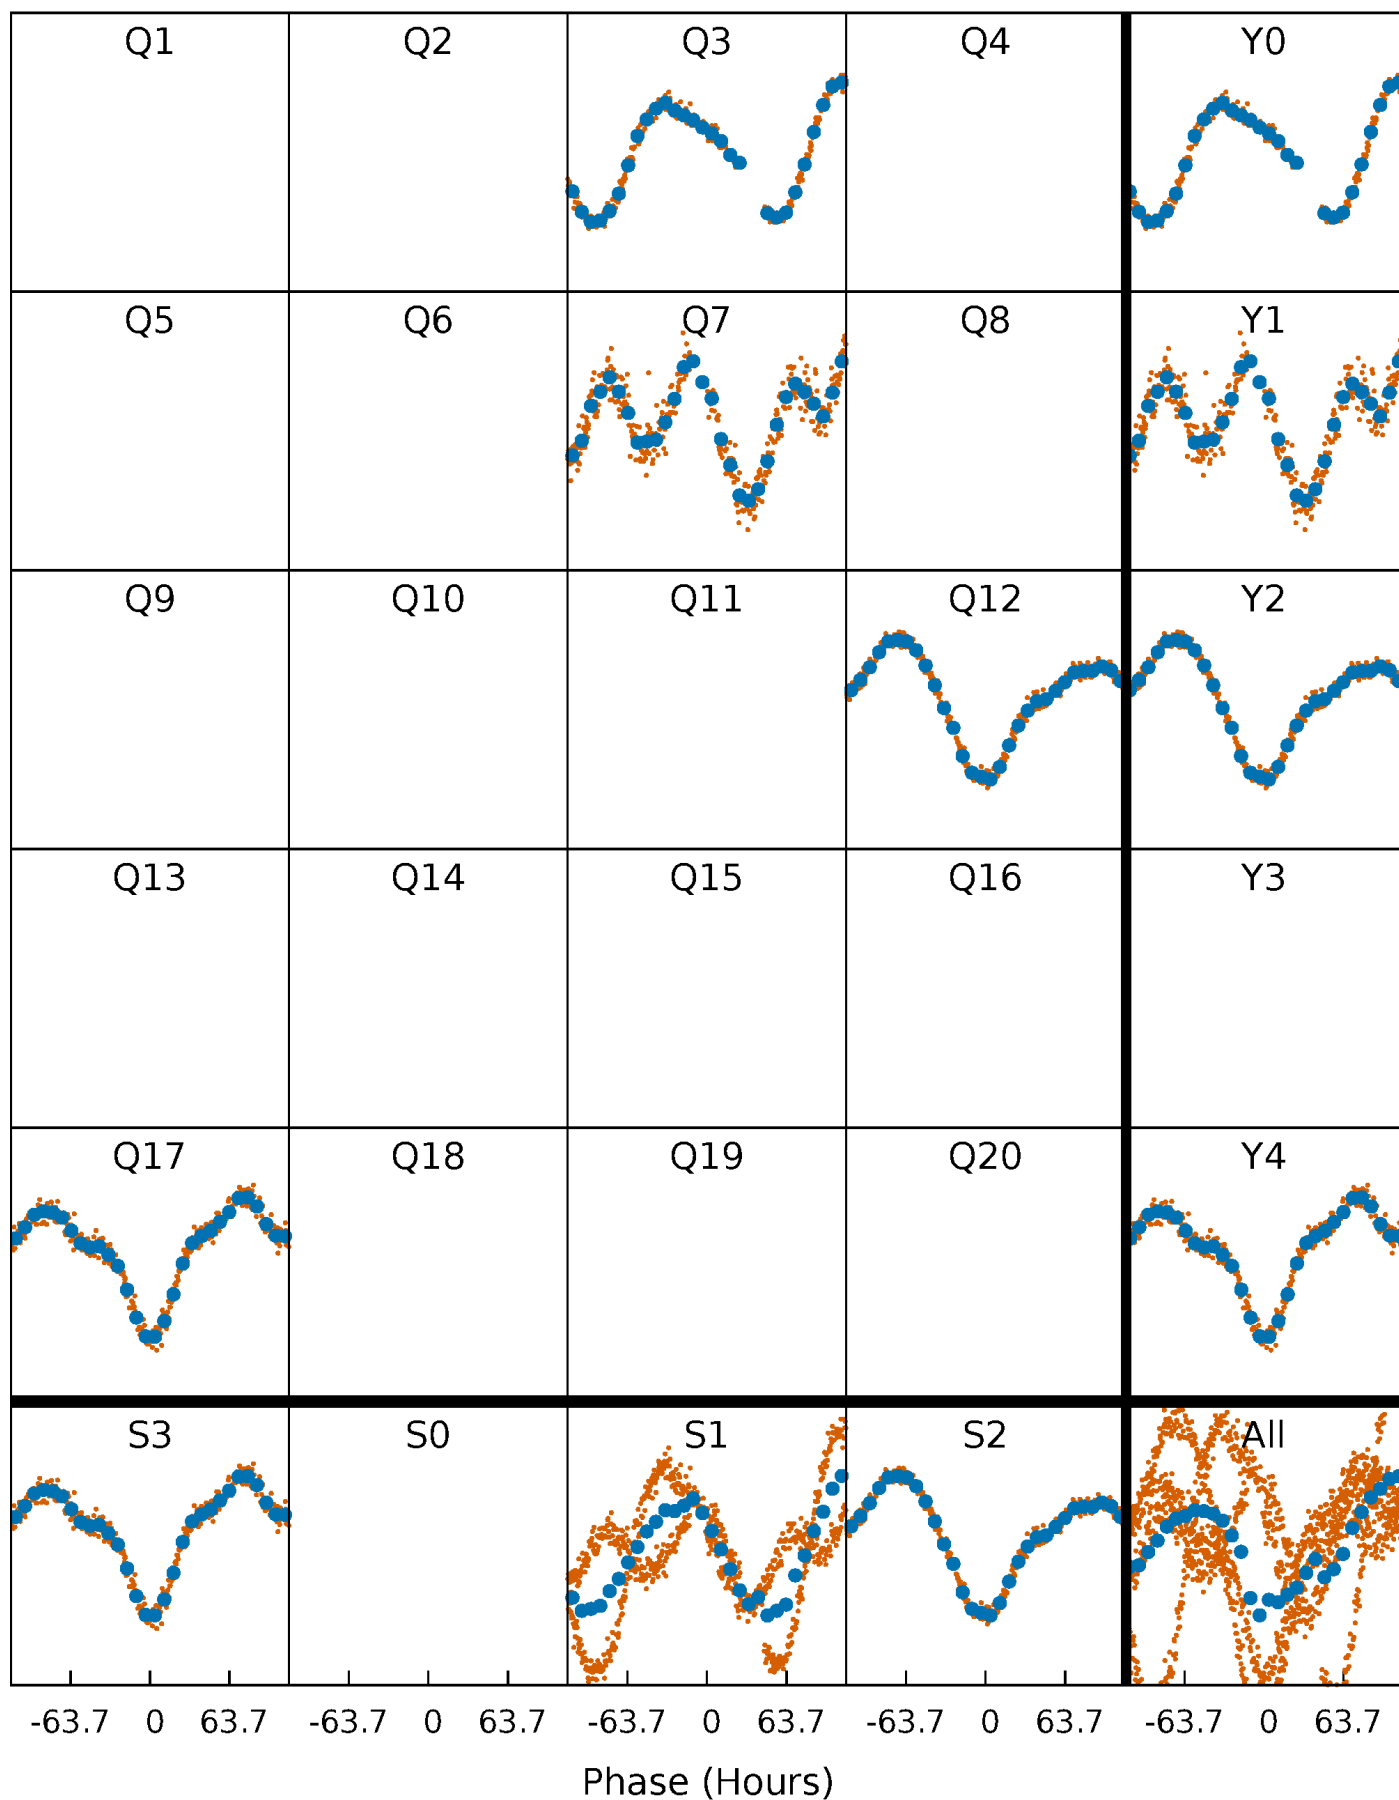 Q1 Q2 Q3 Q4 Y0
Q5 Q6 Q7 Q8 Y1
Q9 Q10 Q11 Q12 Y2
Q13 Q14 Q15 Q16 Y3
Q17 Q18 Q19 Q20 Y4
S3 S0 S1 S2 All
-63.7 0 63.7 -63.7 0 63.7 -63.7 0 63.7 -63.7 0 63.7 -63.7 0 63.7
Phase (Hours)